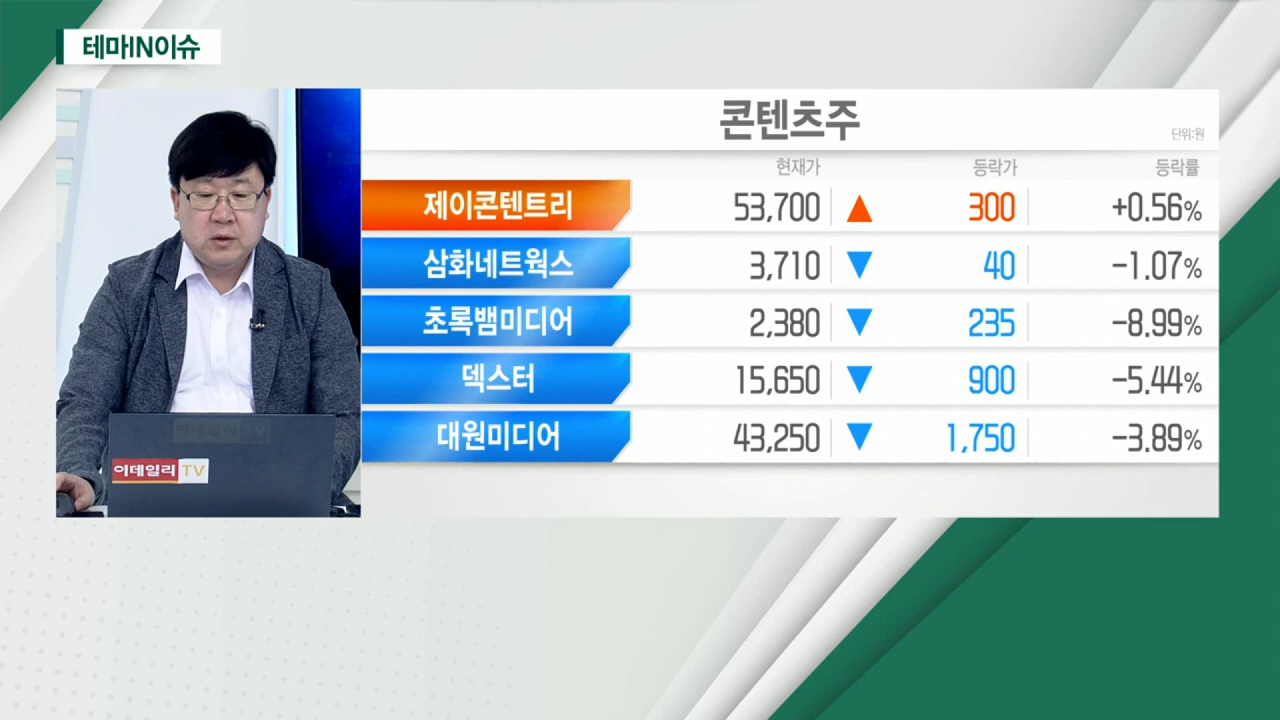 테마IN이슈
콘텐츠주
단위:원
현재가 등락가 등락률
제이콘텐트리 53,700 ▲ 300 +0.56%
삼화네트웍스 3,710 ▼ 40 -1.07%
초록뱀미디어 2,380 ▼ 235 -8.99%
덱스터 15,650 ▼ 900 -5.44%
대원미디어 43,250 ▼ 1,750 -3.89%
이데일리TV